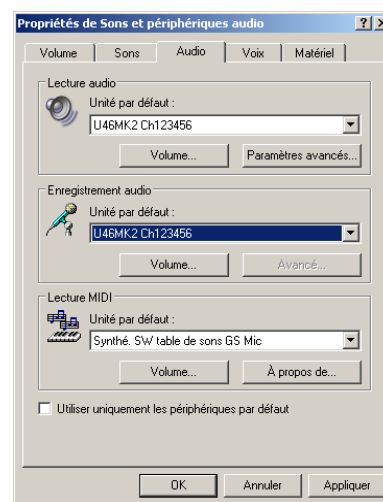 Propriétés de Sons et périphériques audio
Volume Sons Audio Voix Matériel
Lecture audio
Unité par défaut :
U46MK2 Ch123456
Volume... Paramètres avancés...
Enregistrement audio
Unité par défaut :
U46MK2 Ch123456
Volume... Avancé...
Lecture MIDI
Unité par défaut :
Synthé. SW table de sons GS Mic
Volume... À propos de...
Utiliser uniquement les périphériques par défaut
OK Annuler Appliquer